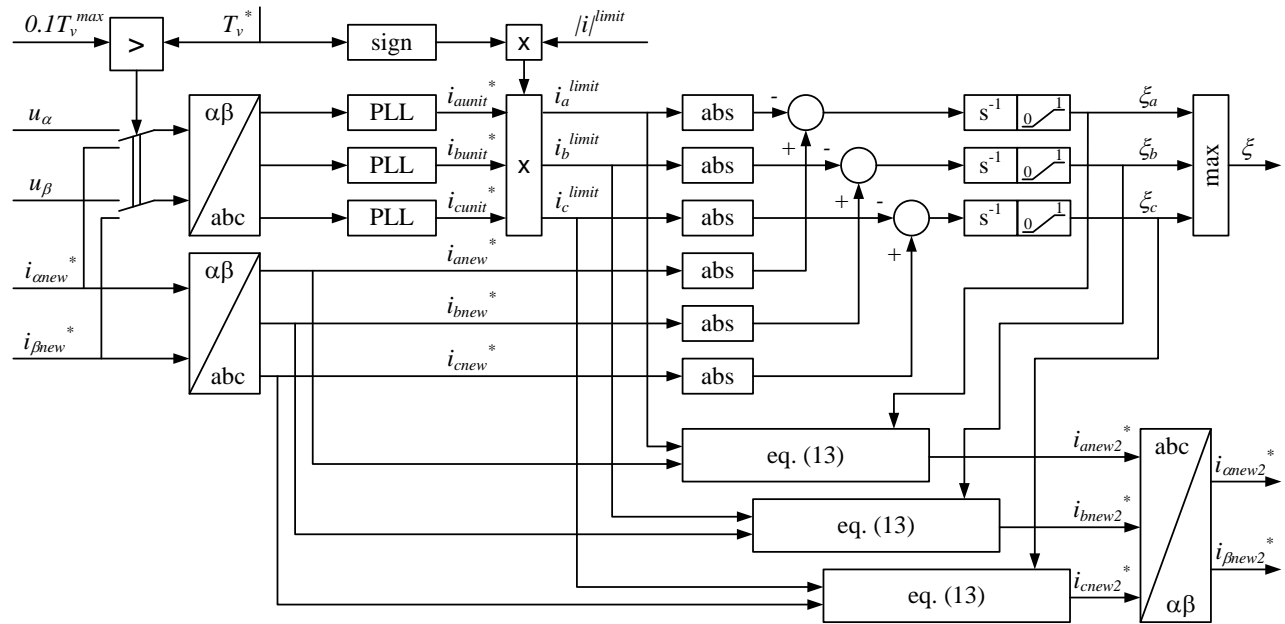 0.1T_v^max T_v^* |i|^limit
> sign x
αβ PLL i_aunit^* i_a^limit abs - s^-1 0 1 ξ_a
u_α
+
PLL i_bunit^* x i_b^limit abs - s^-1 0 1 ξ_b max ξ
u_β
+
abc PLL i_cunit^* i_c^limit abs - s^-1 0 1 ξ_c
+
i_αnew^* αβ i_anew^* abs
i_bnew^* abs
i_βnew^* abc i_cnew^* abs
eq. (13) i_anew2^* abc
i_αnew2^*
eq. (13) i_bnew2^*
i_βnew2^*
eq. (13) i_cnew2^* αβ